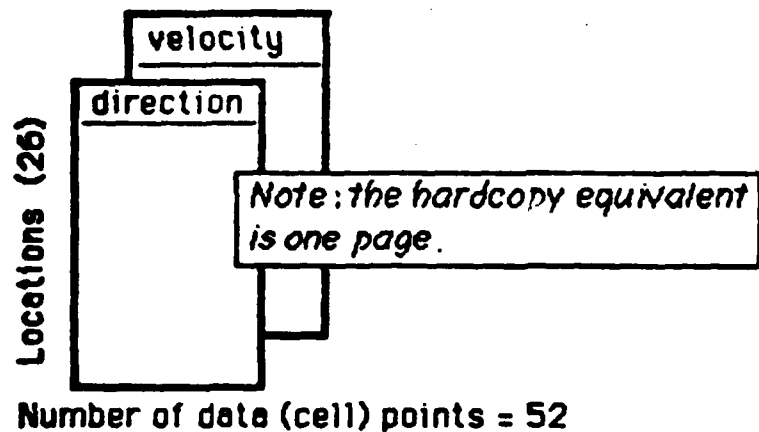 velocity
direction
Locations (26)
Note: the hardcopy equivalent
is one page.
Number of data (cell) points = 52